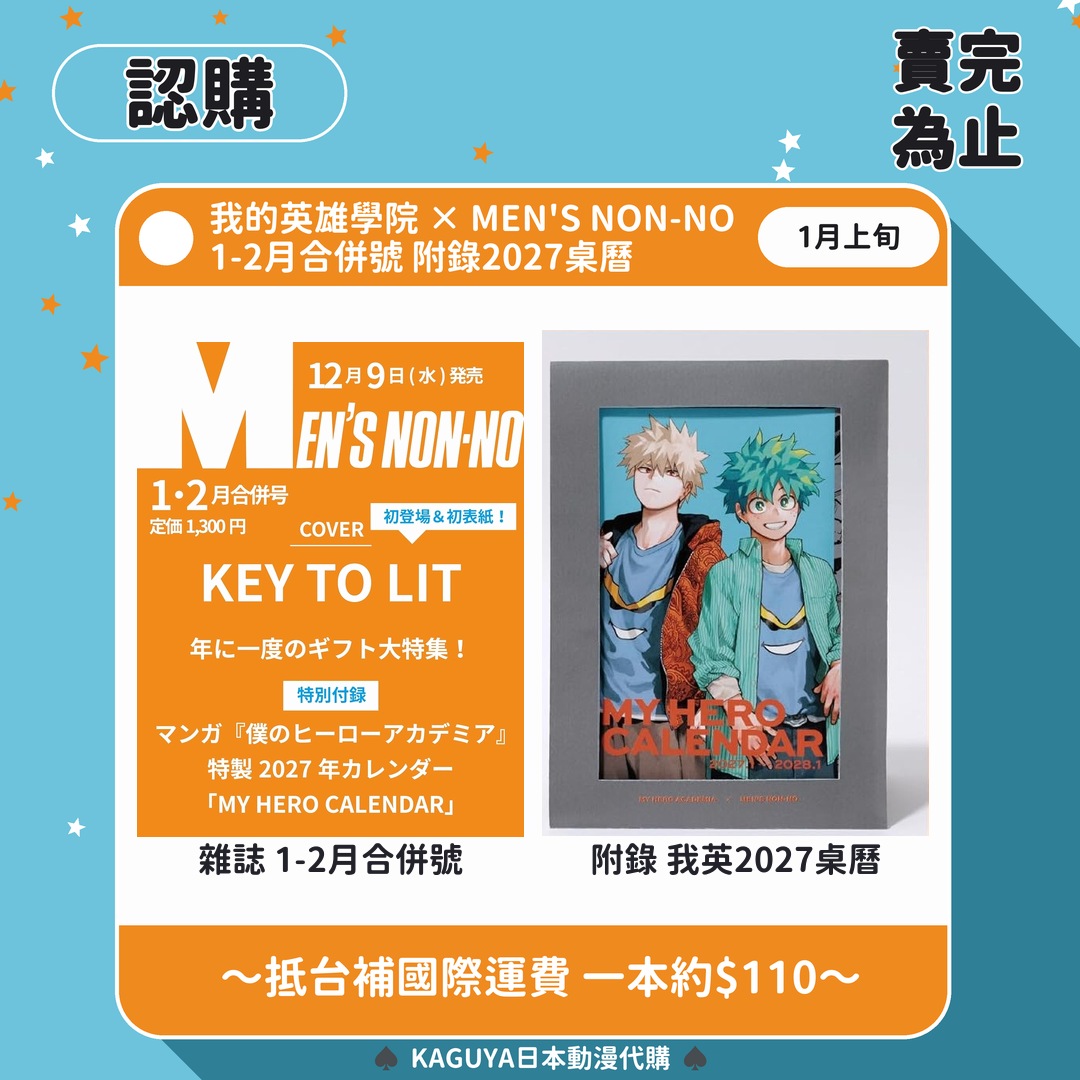 認購
賣完
為止
我的英雄學院 × MEN'S NON-NO
1-2月合併號 附錄2027桌曆
1月上旬
12月9日(水)発売
MEN'S NON-NO
1・2月合併号
定価 1,300 円
COVER
初登場&初表紙!
KEY TO LIT
年に一度のギフト大特集!
特別付録
マンガ『僕のヒーローアカデミア』
特製 2027 年カレンダー
「MY HERO CALENDAR」
MY HERO
CALENDAR
2027.1 - 2028.1
MY HERO ACADEMIA × MEN'S NON-NO
雜誌 1-2月合併號
附錄 我英2027桌曆
～抵台補國際運費 一本約$110～
♠ KAGUYA日本動漫代購 ♠